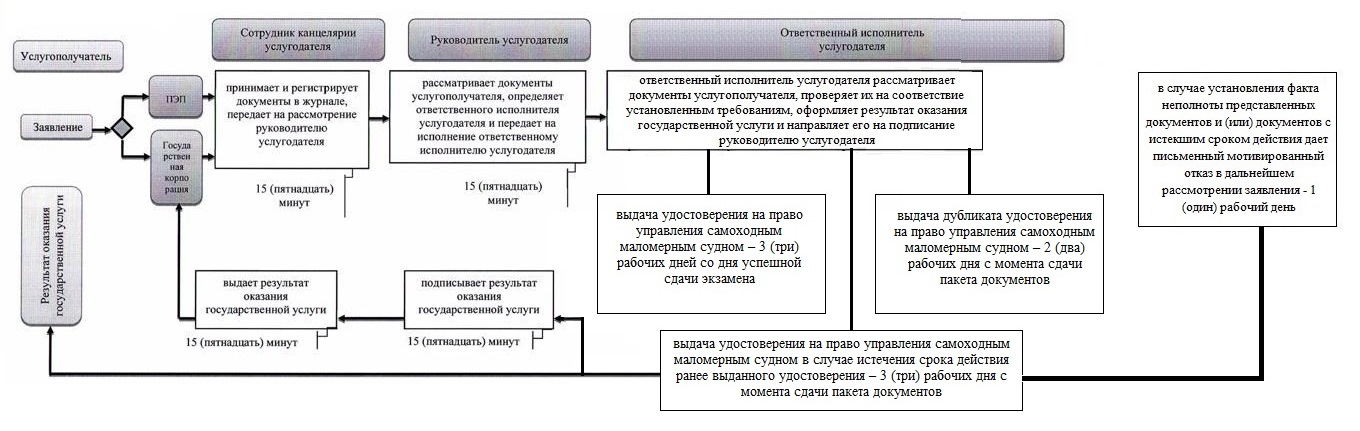 Услугополучатель
Сотрудник канцелярии
услугодателя
Руководитель услугодателя
Ответственный исполнитель
услугодателя
Заявление
ПЭП
Госуда
рствен
ная
корпо
рация
принимает и регистрирует
документы в журнале,
передает на рассмотрение
руководителю
услугодателя
15 (пятнадцать)
минут
рассматривает документы
услугополучателя, определяет
ответственного исполнителя
услугодателя и передает на
исполнение ответственному
исполнителю услугодателя
15 (пятнадцать)
минут
ответственный исполнитель услугодателя рассматривает
документы услугополучателя, проверяет их на соответствие
установленным требованиям, оформляет результат оказания
государственной услуги и направляет его на подписание
руководителю услугодателя
в случае установления факта
неполноты представленных
документов и (или) документов с
истекшим сроком действия дает
письменный мотивированный
отказ в дальнейшем
рассмотрении заявления - 1
(один) рабочий день
выдача удостоверения на право
управления самоходным
маломерным судном – 3 (три)
рабочих дней со дня успешной
сдачи экзамена
выдача дубликата удостоверения
на право управления самоходным
маломерным судном – 2 (два)
рабочих дня с момента сдачи
пакета документов
Результат оказания
государственной услуги
выдает результат
оказания
государственной услуги
15 (пятнадцать) минут
подписывает результат
оказания
государственной услуги
15 (пятнадцать) минут
выдача удостоверения на право управления самоходным
маломерным судном в случае истечения срока действия
ранее выданного удостоверения – 3 (три) рабочих дня с
момента сдачи пакета документов